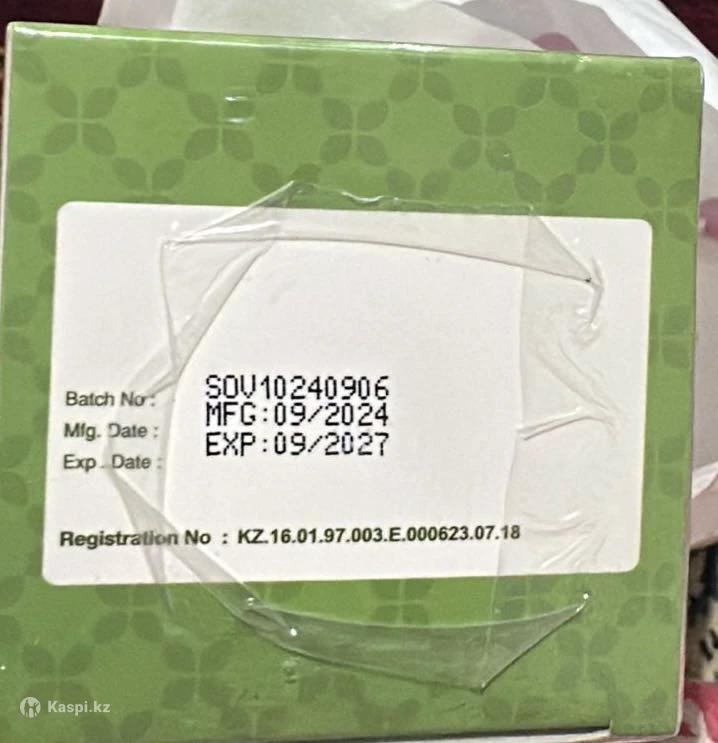 Batch No : SOV10240906
Mfg. Date : MFG:09/2024
Exp. Date : EXP:09/2027
Registration No : KZ.16.01.97.003.E.000623.07.18
Kaspi.kz